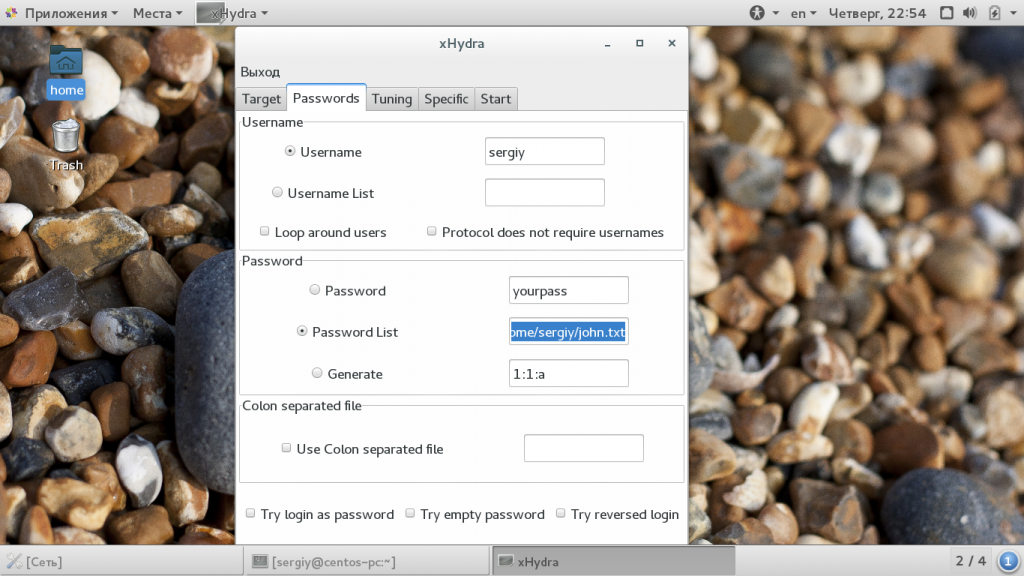 Приложения Места xHydra en Четверг, 22:54
home
Trash
xHydra
Выход
Target Passwords Tuning Specific Start
Username
Username sergiy
Username List
Loop around users Protocol does not require usernames
Password
Password yourpass
Password List ome/sergiy/john.txt
Generate 1:1:a
Colon separated file
Use Colon separated file
Try login as password Try empty password Try reversed login
[Сеть] [sergiy@centos-pc:~] xHydra 2 / 4 1